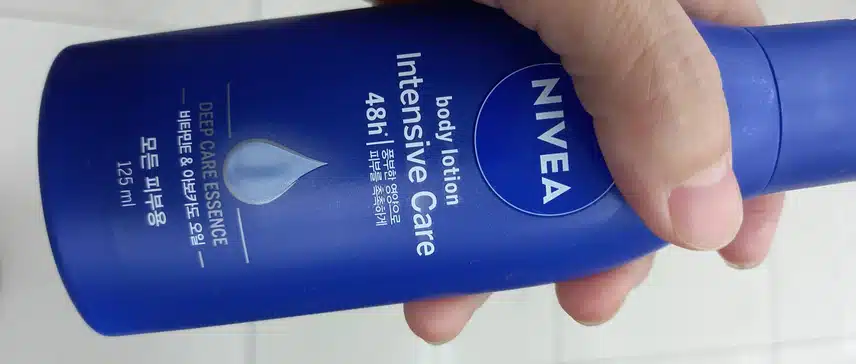 NIVEA
body lotion
Intensive Care
48h
풍부한 영양으로
피부를 촉촉하게
DEEP CARE ESSENCE
비타민E & 아보카도 오일
모든 피부용
125 ml